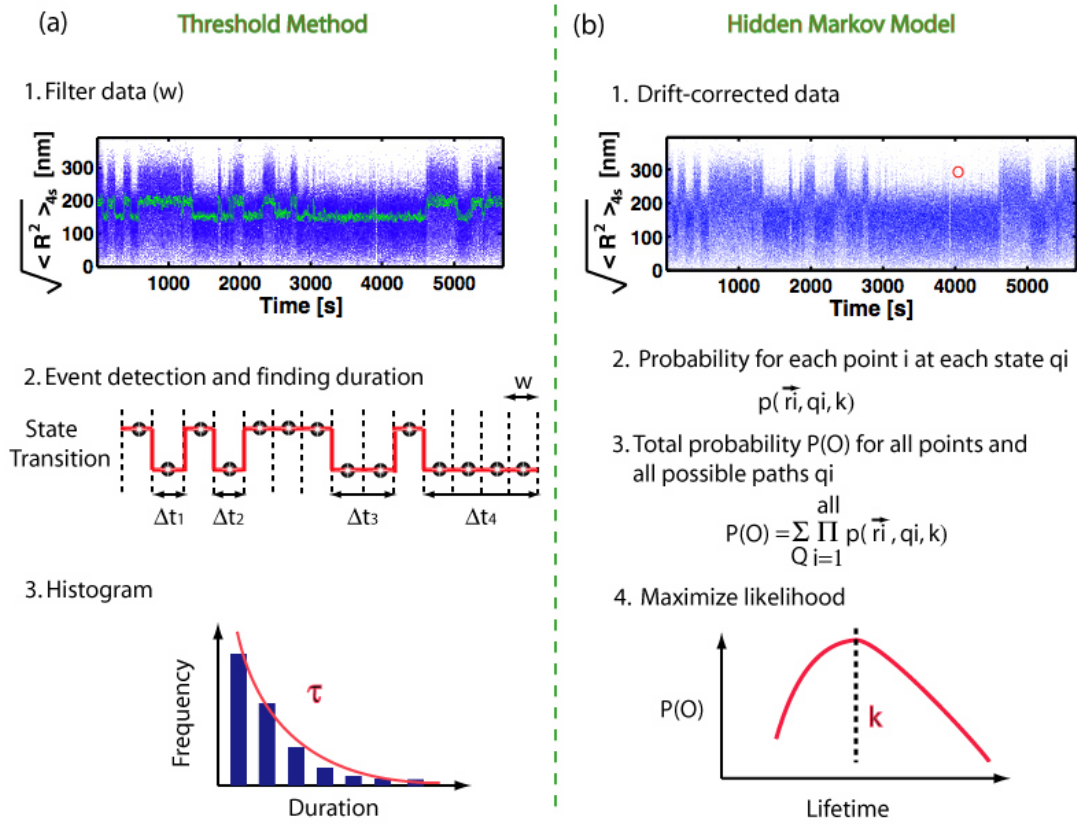 (a)
Threshold Method
1. Filter data (w)
√< R² >4s [nm]
300
200
100
0
1000 2000 3000 4000 5000
Time [s]
2. Event detection and finding duration
w
State
Transition
Δt1 Δt2 Δt3 Δt4
3. Histogram
Frequency
τ
Duration
(b)
Hidden Markov Model
1. Drift-corrected data
√< R² >4s [nm]
300
200
100
0
O
1000 2000 3000 4000 5000
Time [s]
2. Probability for each point i at each state qi
p( ri, qi, k)
3. Total probability P(O) for all points and
all possible paths qi
all
P(O) = Σ Π p( ri , qi, k)
Q i=1
4. Maximize likelihood
P(O)
k
Lifetime